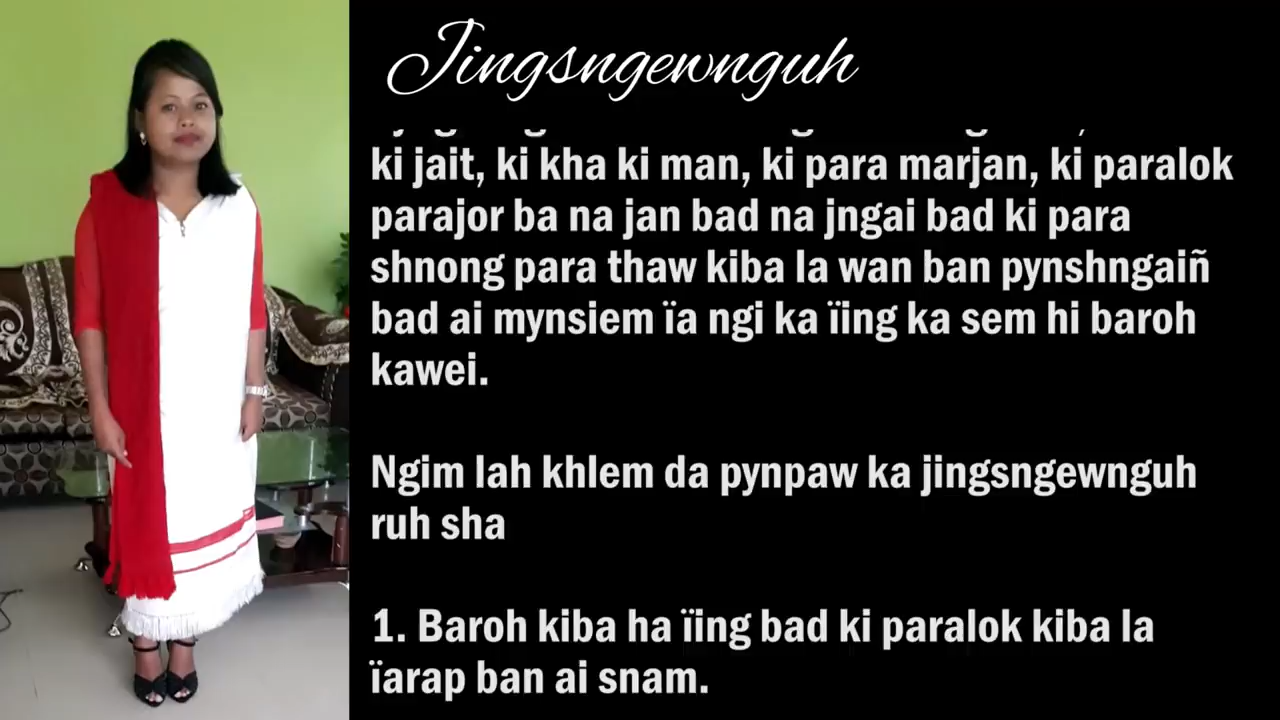 Jingsngewnguh
ki jait, ki kha ki man, ki para marjan, ki paralok
parajor ba na jan bad na jngai bad ki para
shnong para thaw kiba la wan ban pynshngaiñ
bad ai mynsiem ïa ngi ka ïing ka sem hi baroh
kawei.
Ngim lah khlem da pynpaw ka jingsngewnguh
ruh sha
1. Baroh kiba ha ïing bad ki paralok kiba la
ïarap ban ai snam.